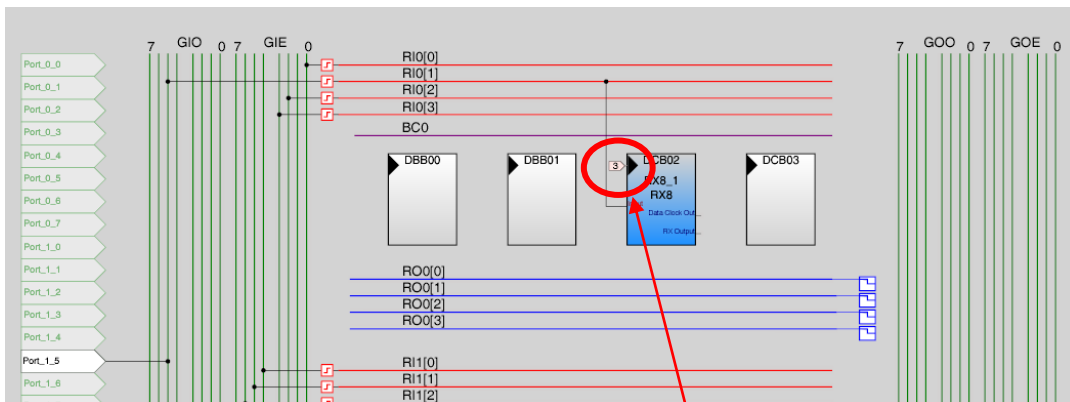 7 GIO 0 7 GIE 0
7 GOO 0 7 GOE 0
Port_0_0
Port_0_1
Port_0_2
Port_0_3
Port_0_4
Port_0_5
Port_0_6
Port_0_7
Port_1_0
Port_1_1
Port_1_2
Port_1_3
Port_1_4
Port_1_5
Port_1_6
RI0[0]
RI0[1]
RI0[2]
RI0[3]
BC0
DBB00
DBB01
3
DCB02
RX8_1
RX8
Data Clock Out
RX Output
DCB03
RO0[0]
RO0[1]
RO0[2]
RO0[3]
RI1[0]
RI1[1]
RI1[2]